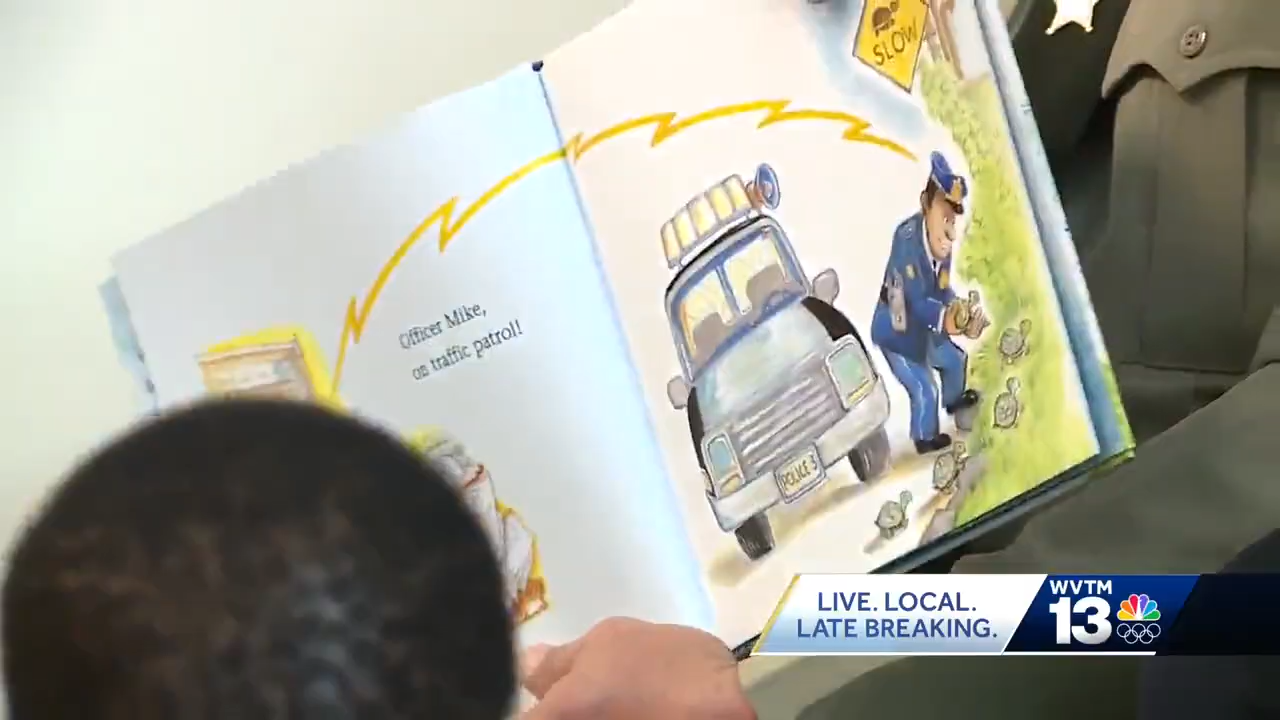 SLOW
Officer Mike,
on traffic patrol!
POLICE 3
LIVE. LOCAL.
LATE BREAKING.
WVTM
13